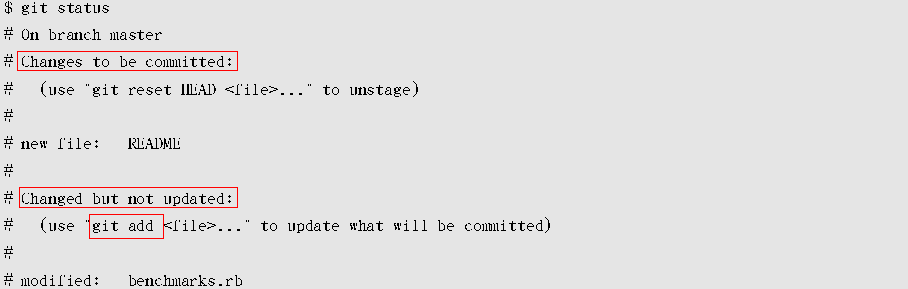 $ git status
# On branch master
# Changes to be committed:
#   (use "git reset HEAD <file>..." to unstage)
#
# new file:   README
#
# Changed but not updated:
#   (use "git add <file>..." to update what will be committed)
#
# modified:   benchmarks.rb